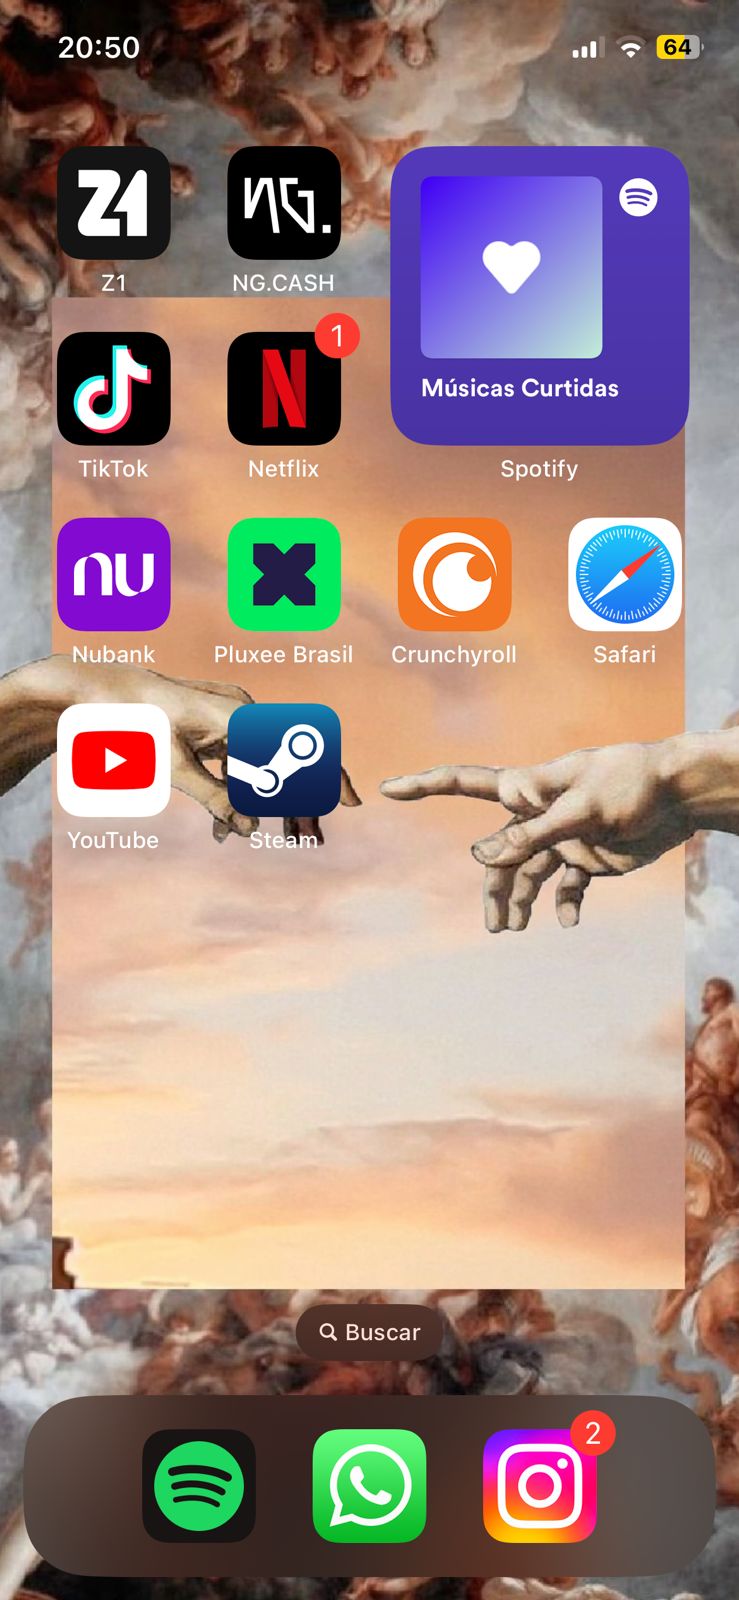 20:50
64
Z1
NG.
Z1
NG.CASH
1
N
Músicas Curtidas
TikTok
Netflix
Spotify
nu
Nubank
Pluxee Brasil
Crunchyroll
Safari
YouTube
Steam
Buscar
2